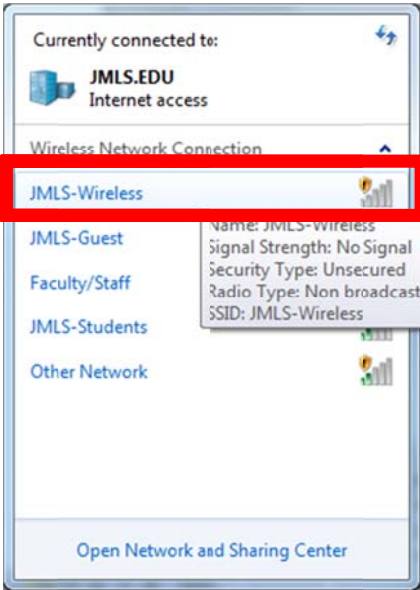 Currently connected to:
JMLS.EDU
Internet access
Wireless Network Connection
JMLS-Wireless
Name: JMLS-Wireless
JMLS-Guest
Signal Strength: No Signal
Security Type: Unsecured
Faculty/Staff
Radio Type: Non broadcast
SSID: JMLS-Wireless
JMLS-Students
Other Network
Open Network and Sharing Center